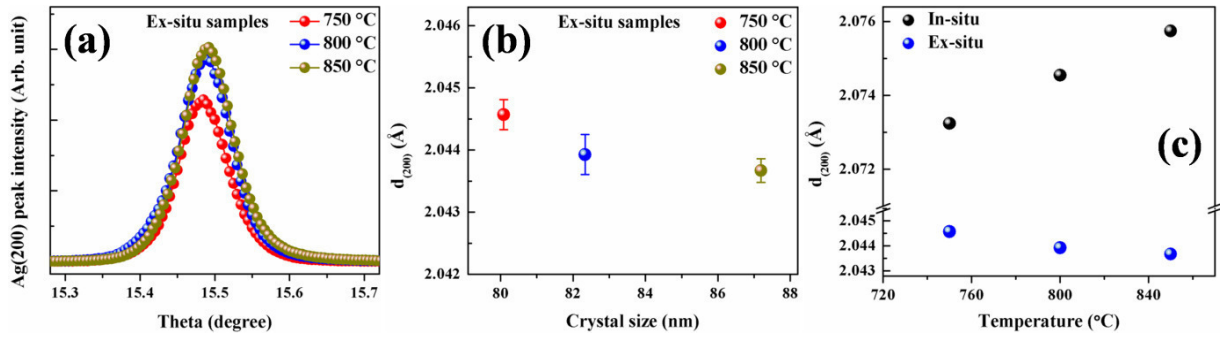 (a)
Ex-situ samples
750 °C
800 °C
850 °C
Ag(200) peak intensity (Arb. unit)
15.3 15.4 15.5 15.6 15.7
Theta (degree)
(b)
Ex-situ samples
750 °C
800 °C
850 °C
2.046
2.045
2.044
2.043
2.042
d(200) (Å)
80 82 84 86 88
Crystal size (nm)
In-situ
Ex-situ
(c)
2.076
2.074
2.072
2.045
2.044
2.043
d(200) (Å)
720 760 800 840
Temperature (°C)